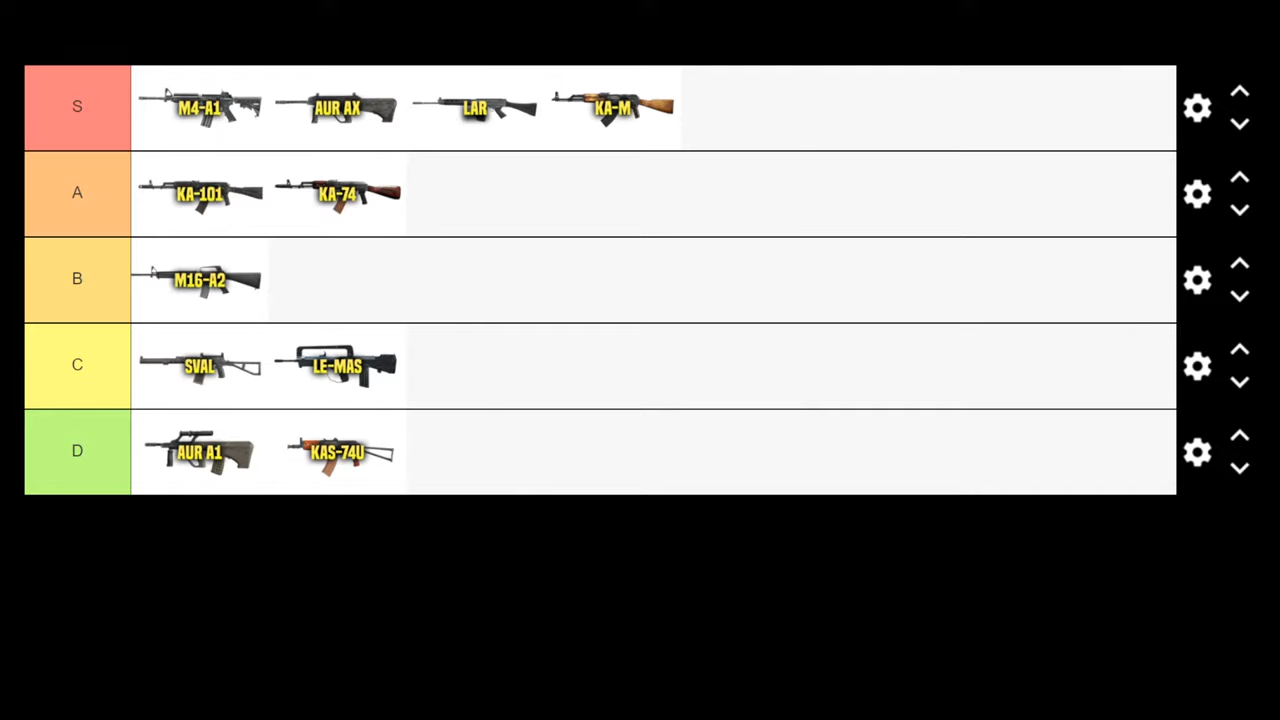 S
M4-A1 AUR AX LAR KA-M
A
KA-101 KA-74
B
M16-A2
C
SVAL LE-MAS
D
AUR A1 KAS-74U